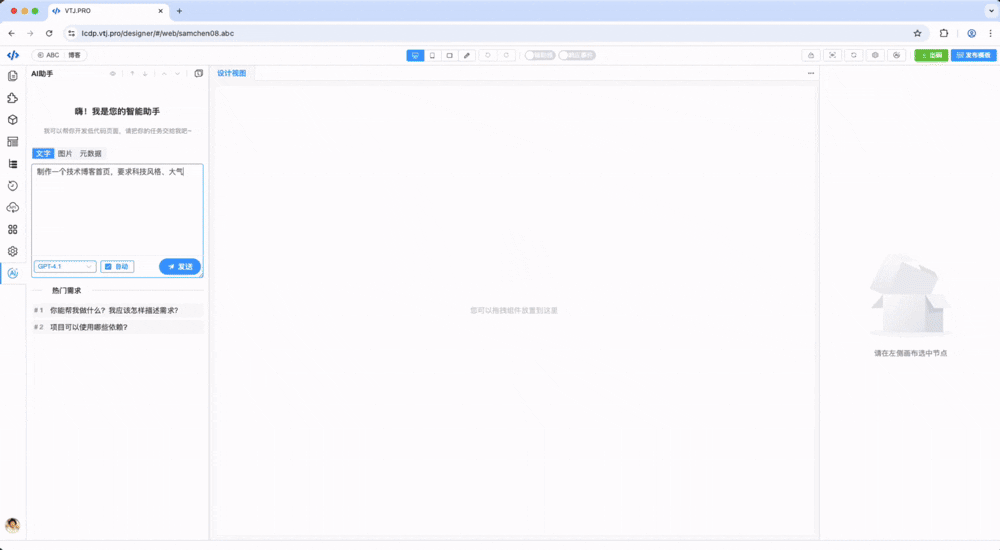 VTJ.PRO
lcdp.vtj.pro/designer/#/web/samchen08.abc
ABC
博客
出码
发布模板
AI助手
设计视图
嗨！我是您的智能助手
我可以帮你开发低代码页面，请把你的任务交给我吧~
文字 图片 元数据
制作一个技术博客首页，要求科技风格、大气
GPT-4.1
自动
发送
热门需求
# 1 你能帮我做什么？我应该怎样描述需求？
# 2 项目可以使用哪些依赖？
您可以拖拽组件放置到这里
请在左侧画布选中节点